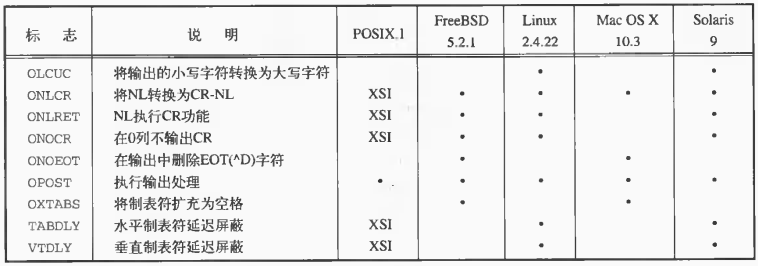 标 志 说 明 POSIX.1 FreeBSD 5.2.1 Linux 2.4.22 Mac OS X 10.3 Solaris 9
OLCUC 将输出的小写字符转换为大写字符 • •
ONLCR 将NL转换为CR-NL XSI • • • •
ONLRET NL执行CR功能 XSI • • •
ONOCR 在0列不输出CR XSI • • •
ONOEOT 在输出中删除EOT(^D)字符 • •
OPOST 执行输出处理 • • • • •
OXTABS 将制表符扩充为空格 • •
TABDLY 水平制表符延迟屏蔽 XSI • •
VTDLY 垂直制表符延迟屏蔽 XSI • •